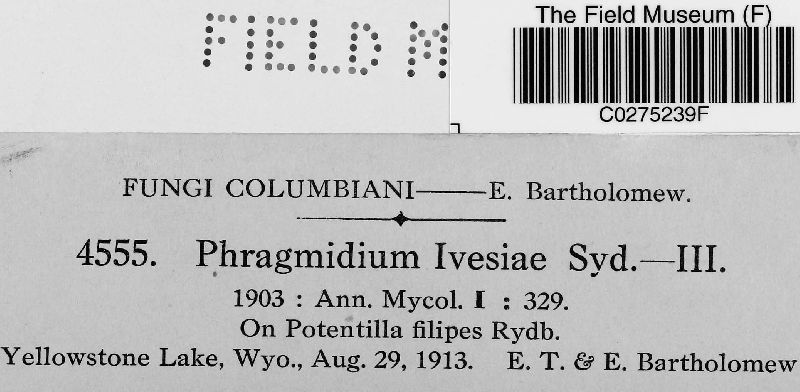 FIELD M
The Field Museum (F)
C0275239F
FUNGI COLUMBIANI——E. Bartholomew.
4555. Phragmidium Ivesiae Syd.—III.
1903 : Ann. Mycol. I : 329.
On Potentilla filipes Rydb.
Yellowstone Lake, Wyo., Aug. 29, 1913. E. T. & E. Bartholomew